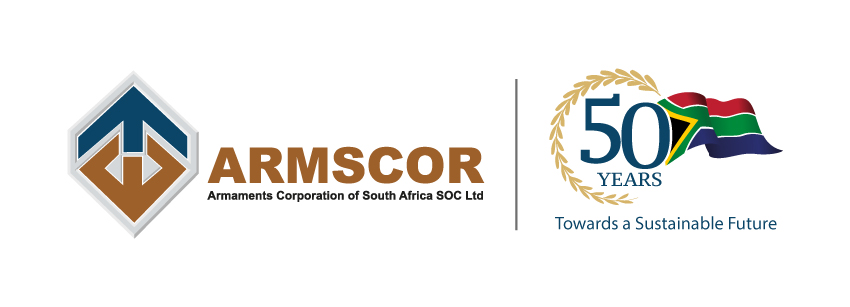 ARMSCOR
Armaments Corporation of South Africa SOC Ltd
50
YEARS
Towards a Sustainable Future